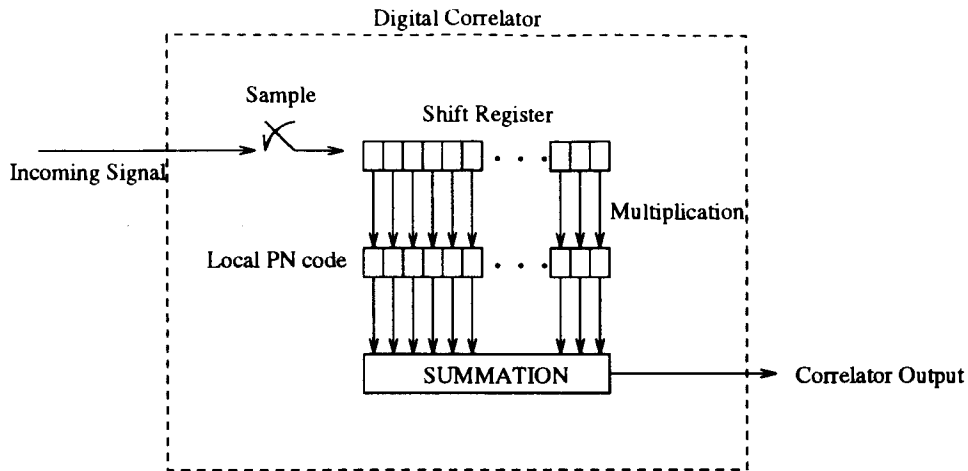 Digital Correlator
Sample
Shift Register
Incoming Signal
Multiplication
Local PN code
SUMMATION
Correlator Output